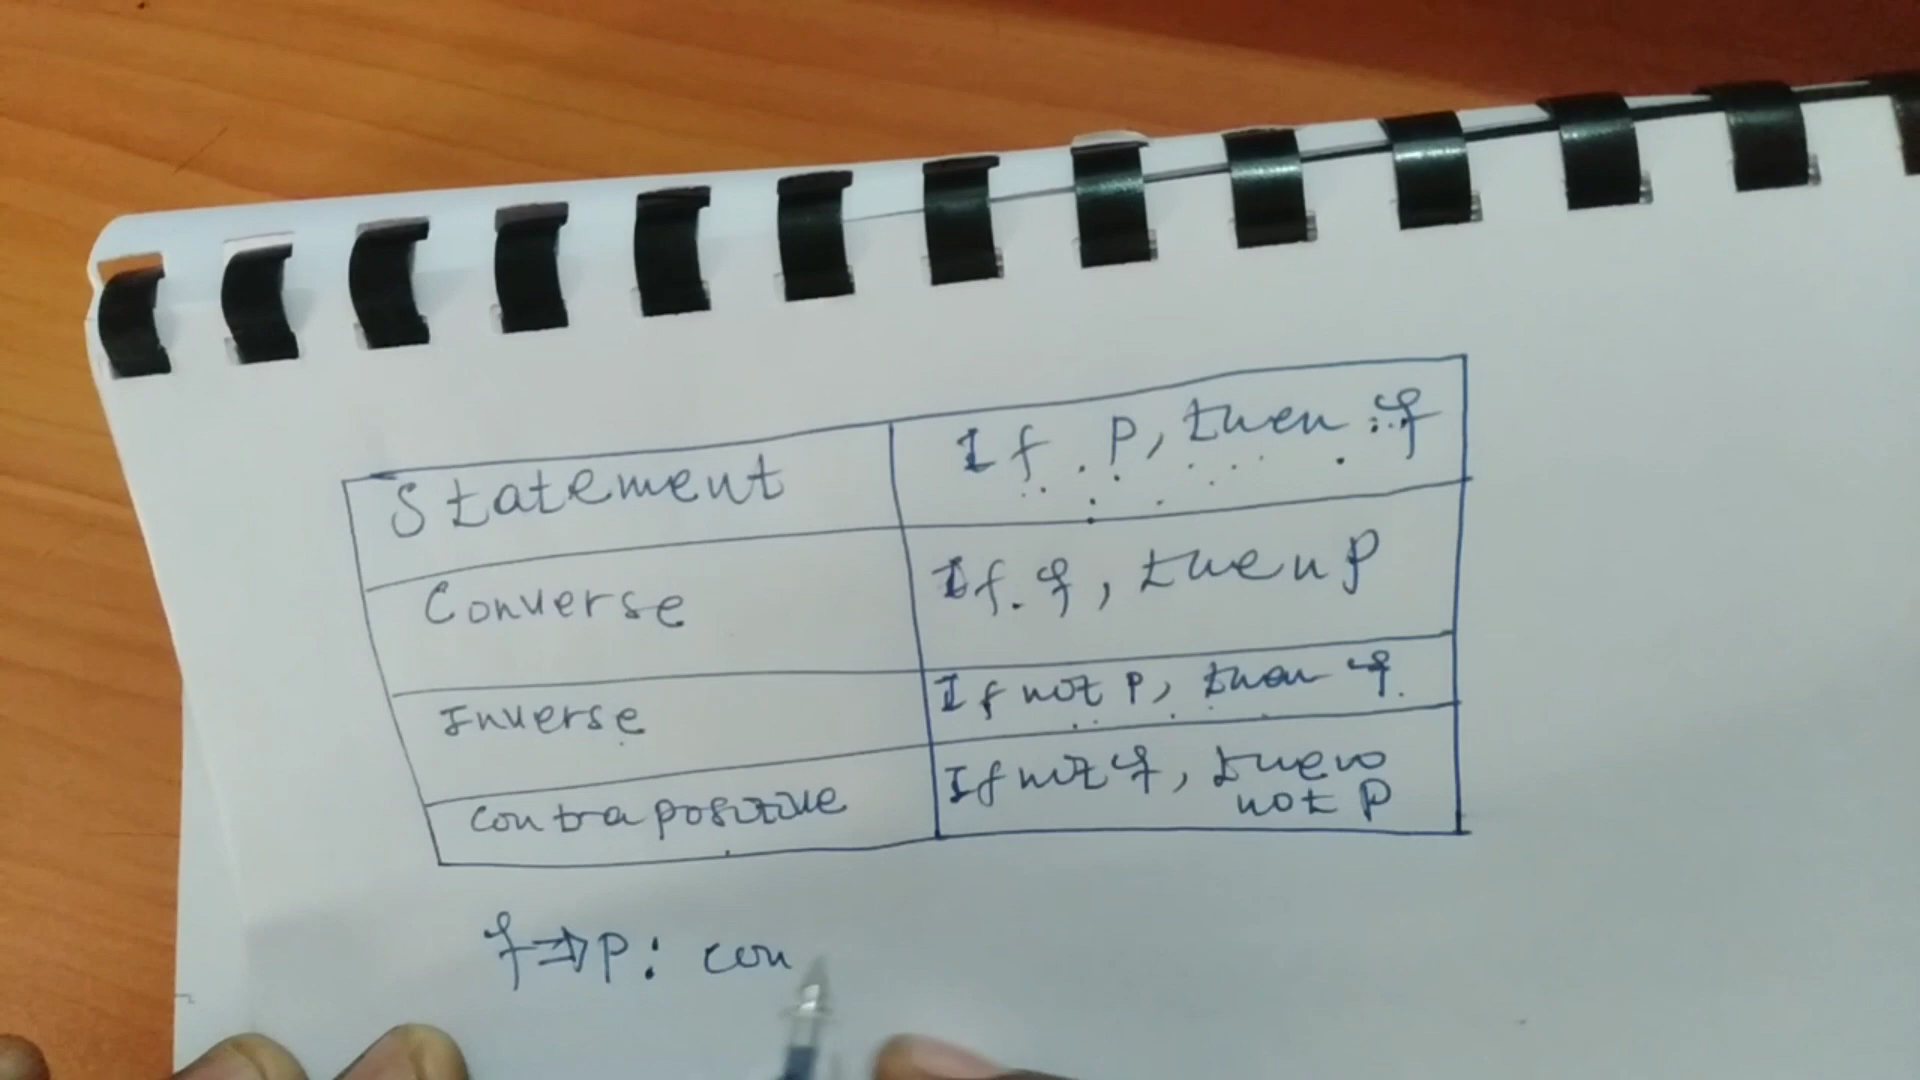 Statement If P, then q
Converse If q, then P
Inverse If not P, then q.
Contrapositive If not q, then
not P
q⇒P: con